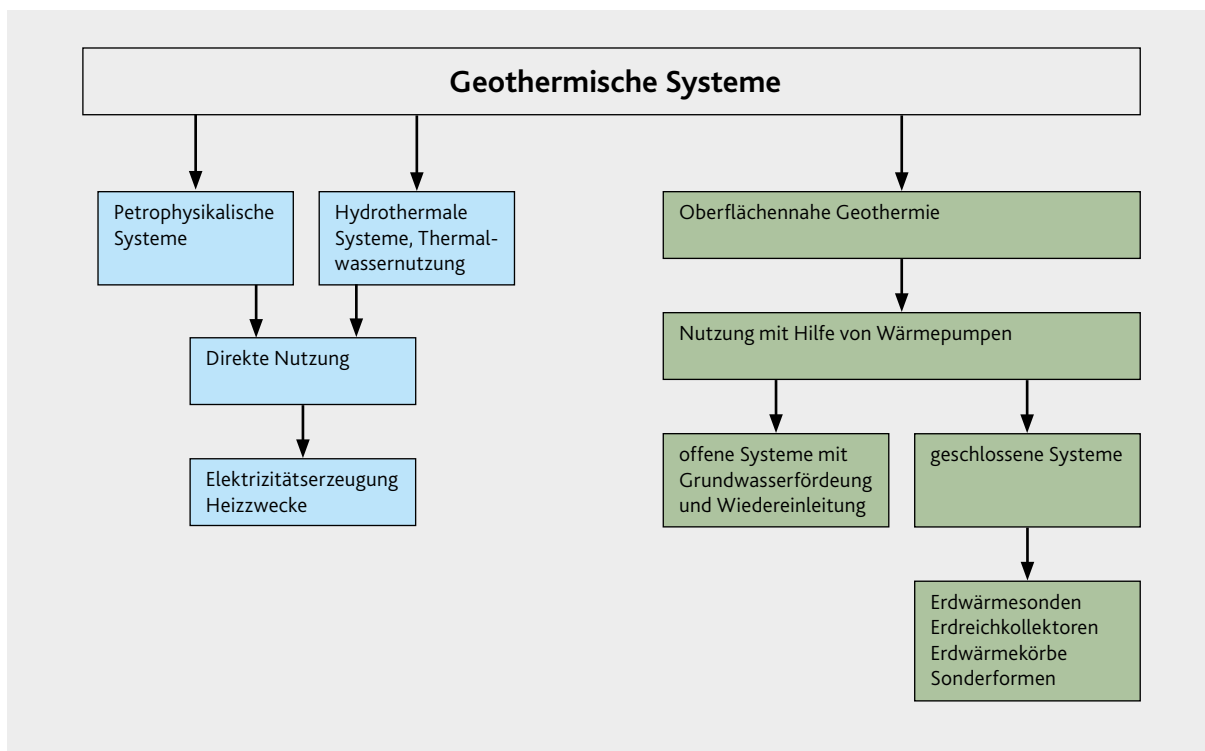 Geothermische Systeme
Petrophysikalische
Systeme
Hydrothermale
Systeme, Thermal-
wassernutzung
Direkte Nutzung
Elektrizitätserzeugung
Heizzwecke
Oberflächennahe Geothermie
Nutzung mit Hilfe von Wärmepumpen
offene Systeme mit
Grundwasserfördeung
und Wiedereinleitung
geschlossene Systeme
Erdwärmesonden
Erdreichkollektoren
Erdwärmekörbe
Sonderformen